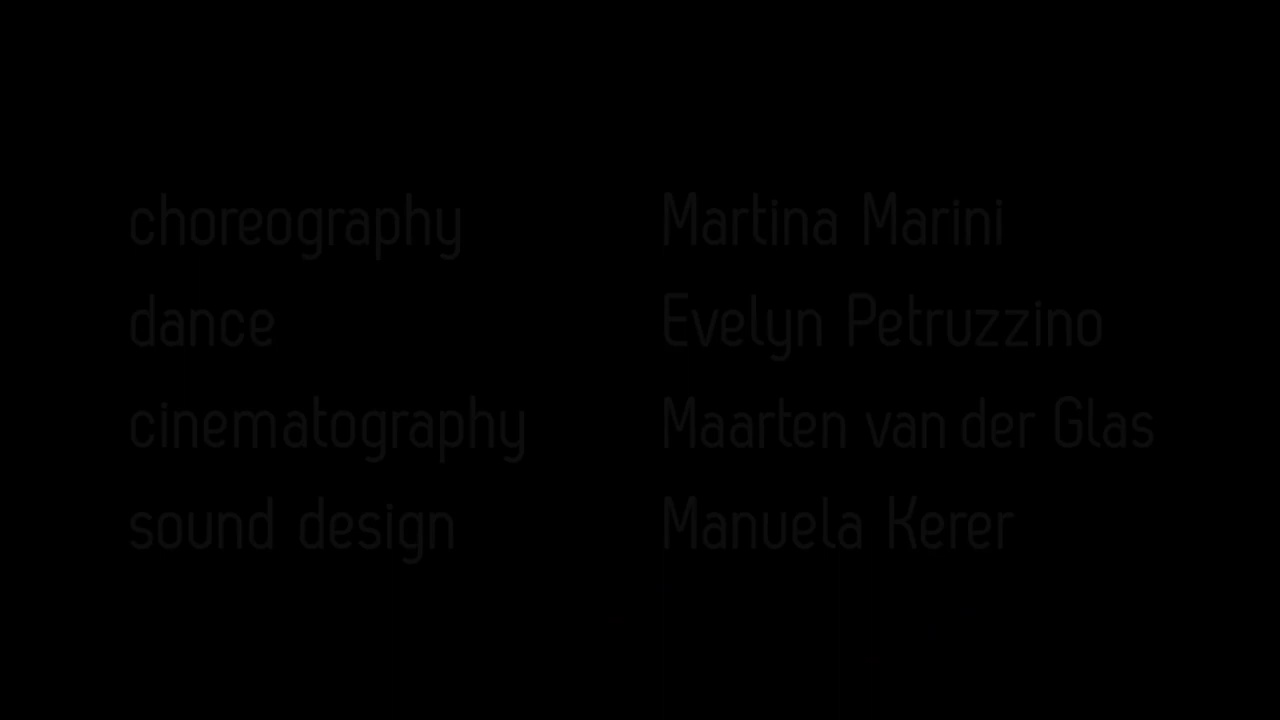 choreography Martina Marini
dance Evelyn Petruzzino
cinematography Maarten van der Glas
sound design Manuela Kerer